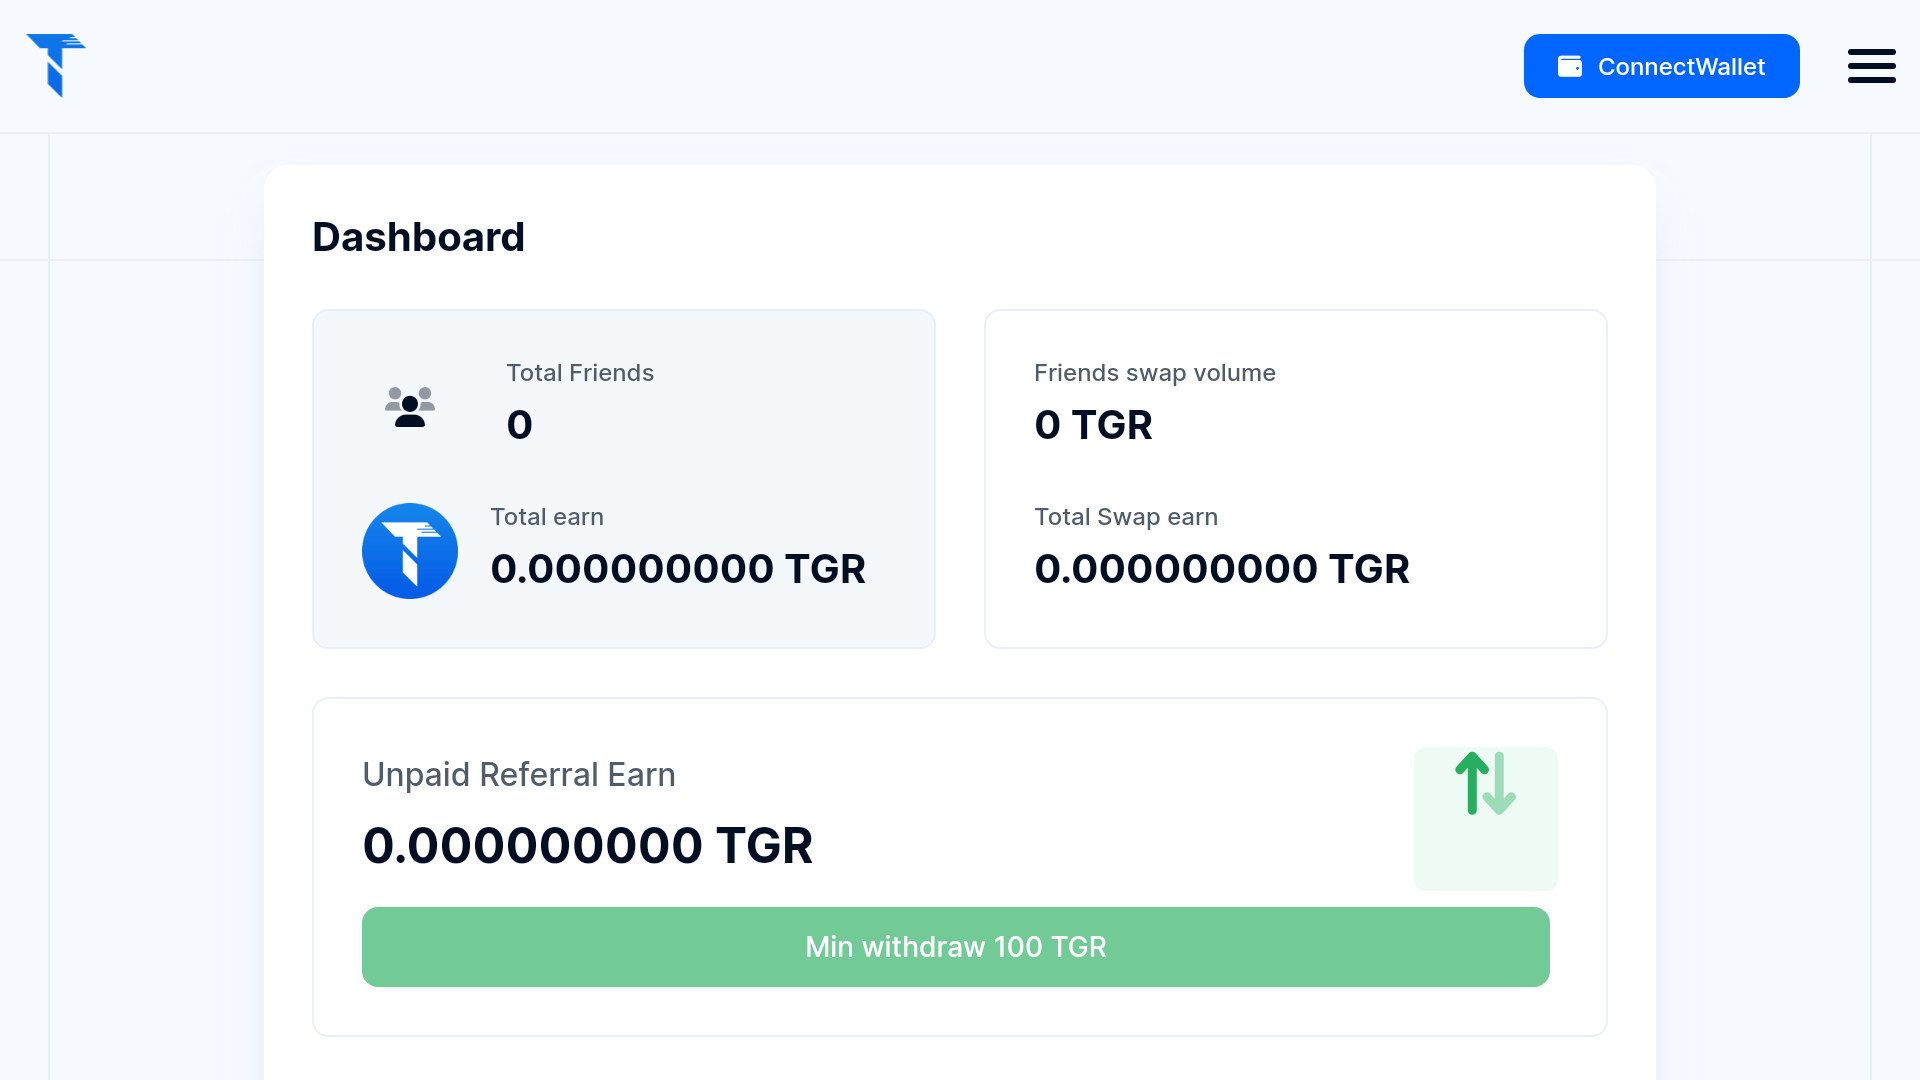 ConnectWallet
Dashboard
Total Friends
0
Total earn
0.000000000 TGR
Friends swap volume
0 TGR
Total Swap earn
0.000000000 TGR
Unpaid Referral Earn
0.000000000 TGR
Min withdraw 100 TGR